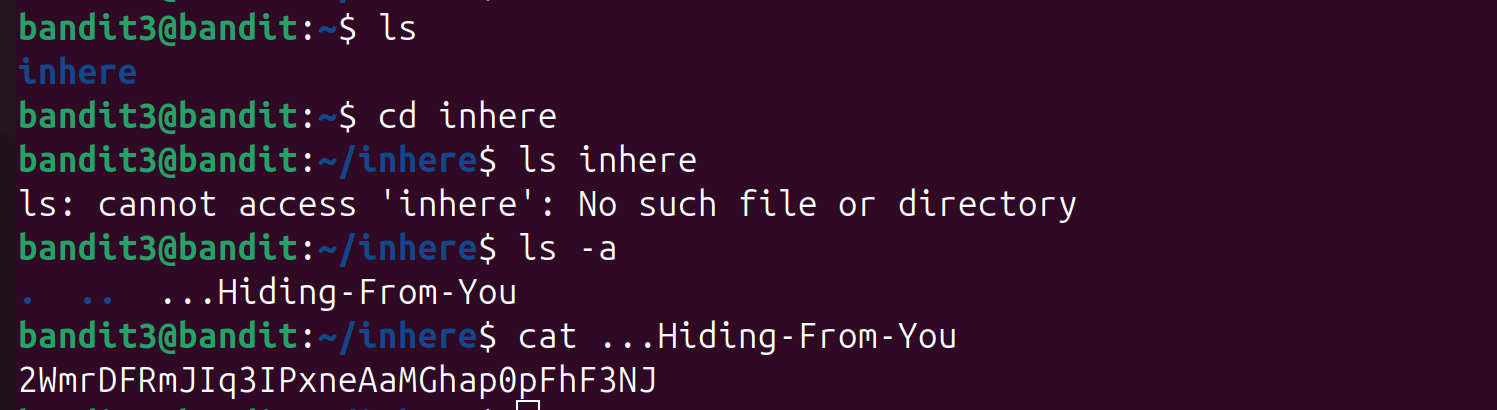 bandit3@bandit:~$ ls
inhere
bandit3@bandit:~$ cd inhere
bandit3@bandit:~/inhere$ ls inhere
ls: cannot access 'inhere': No such file or directory
bandit3@bandit:~/inhere$ ls -a
.  ..  ...Hiding-From-You
bandit3@bandit:~/inhere$ cat ...Hiding-From-You
2WmrDFRmJIq3IPxneAaMGhap0pFhF3NJ